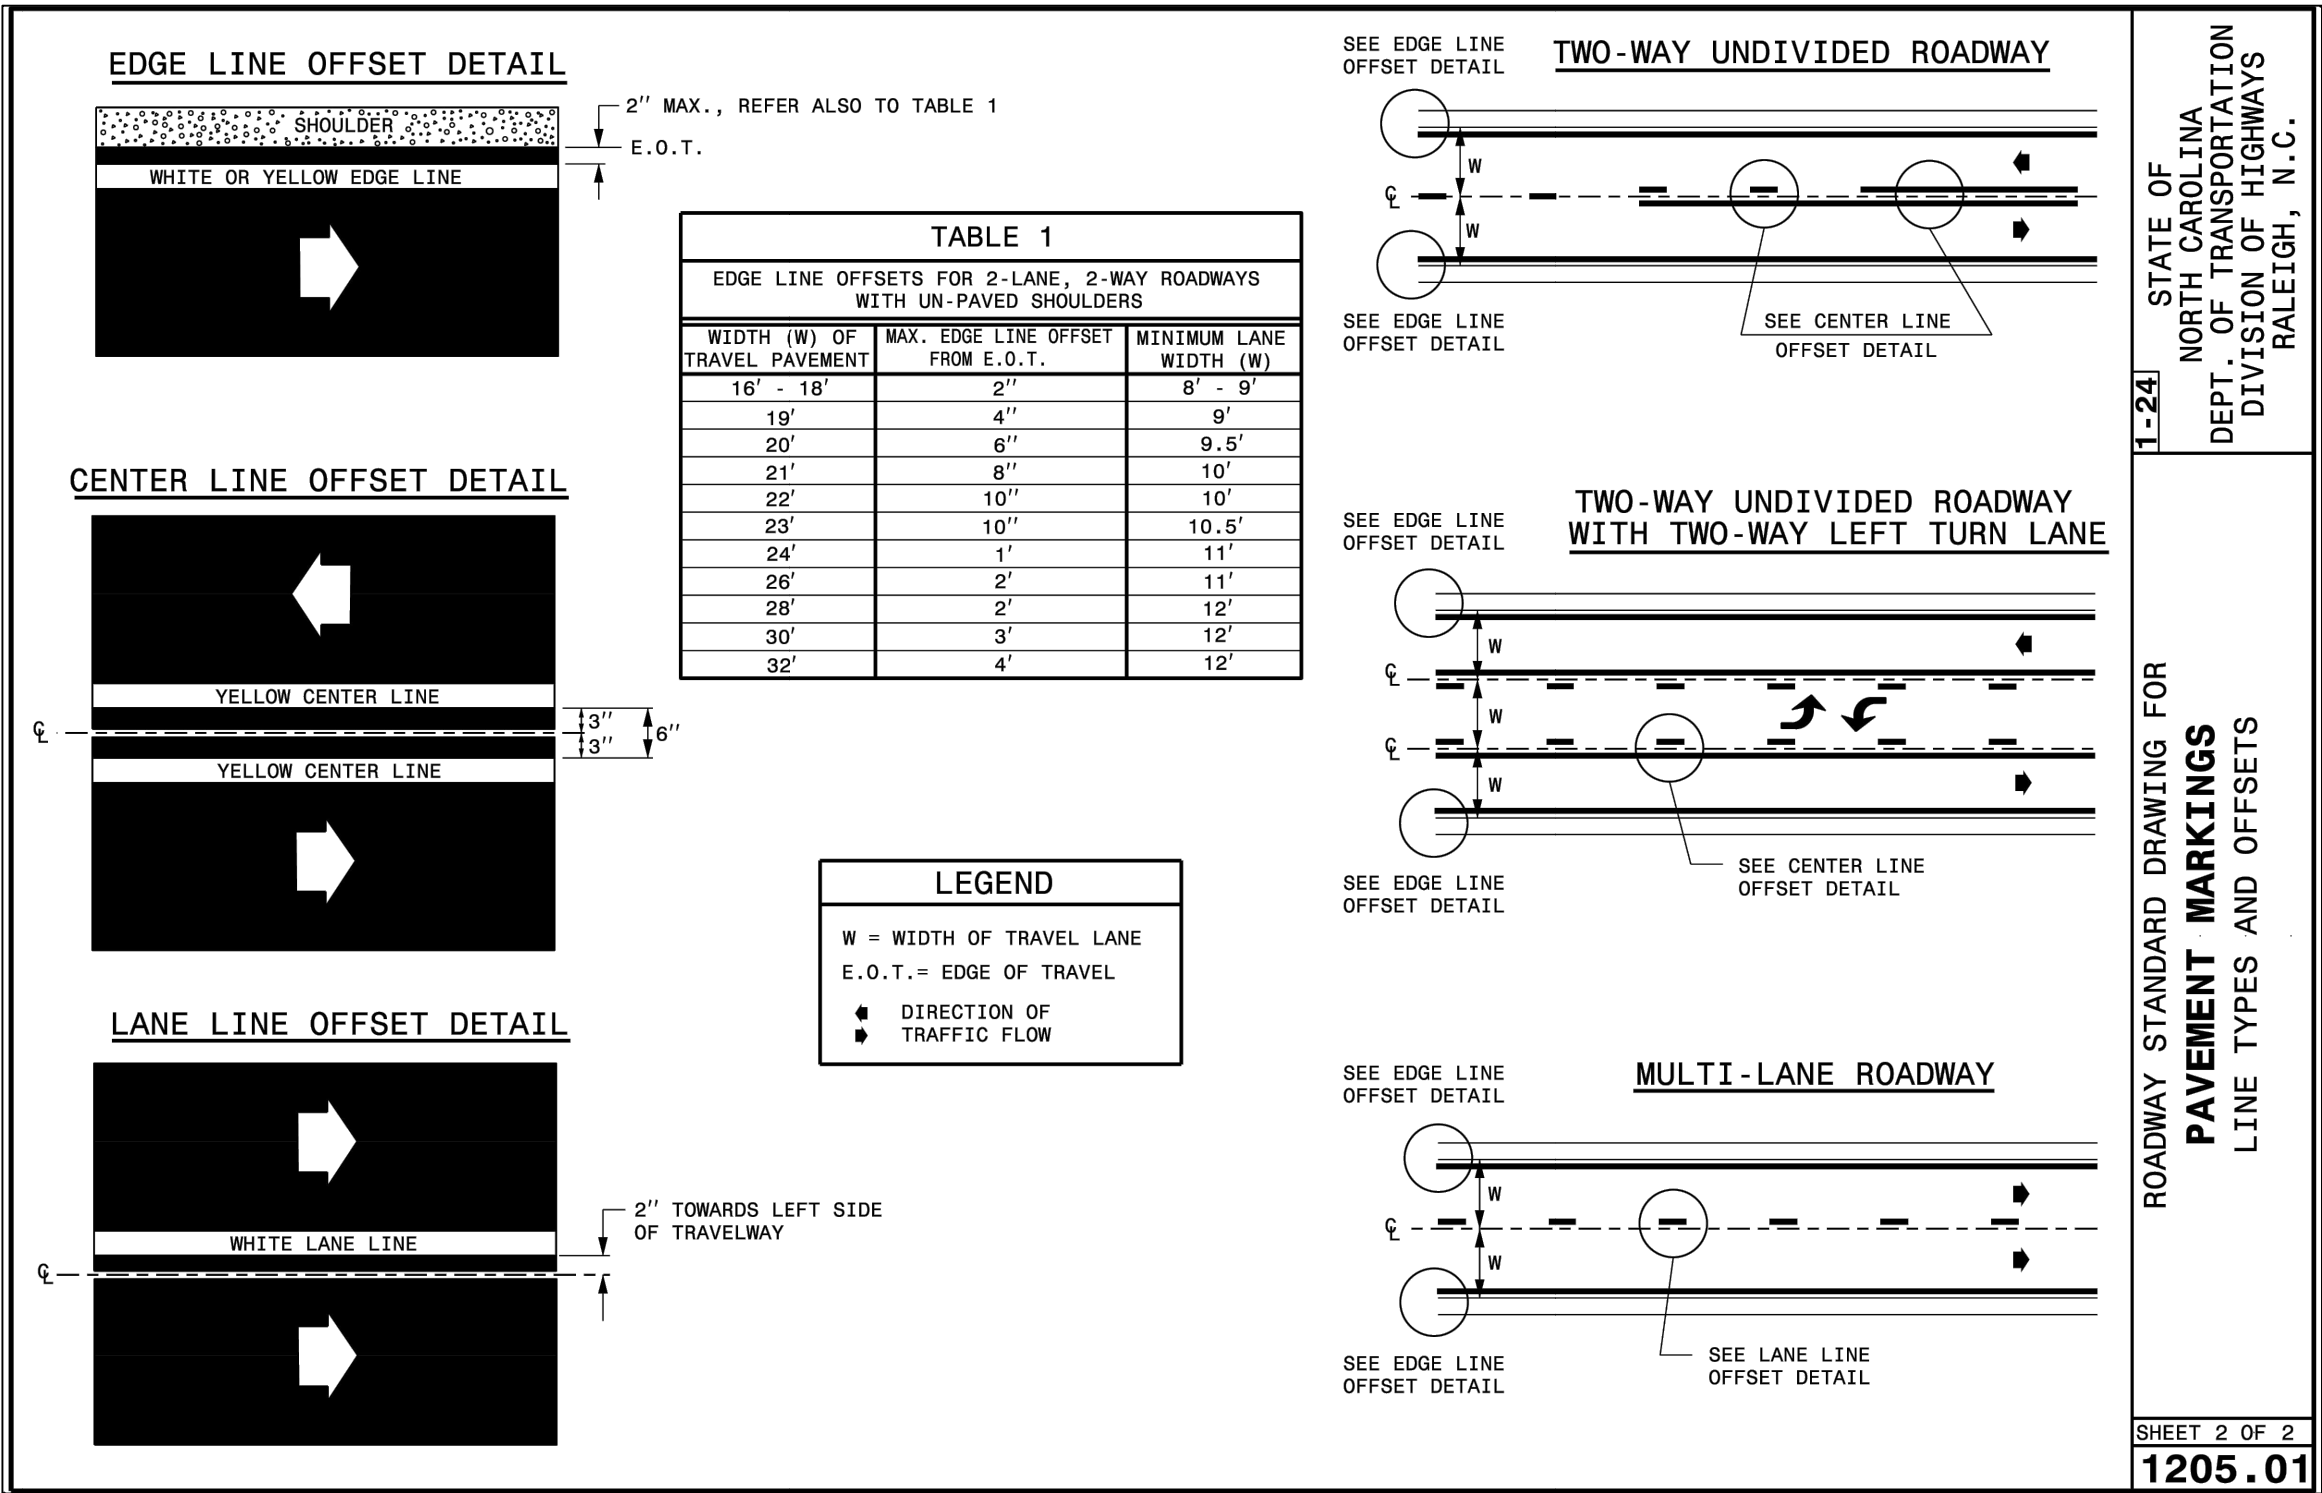 EDGE LINE OFFSET DETAIL
SHOULDER
2'' MAX., REFER ALSO TO TABLE 1
E.O.T.
WHITE OR YELLOW EDGE LINE
CENTER LINE OFFSET DETAIL
YELLOW CENTER LINE
℄
3''
3''
6''
YELLOW CENTER LINE
LANE LINE OFFSET DETAIL
2'' TOWARDS LEFT SIDE
OF TRAVELWAY
WHITE LANE LINE
℄
TABLE 1
EDGE LINE OFFSETS FOR 2-LANE, 2-WAY ROADWAYS
WITH UN-PAVED SHOULDERS
WIDTH (W) OF TRAVEL PAVEMENT MAX. EDGE LINE OFFSET FROM E.O.T. MINIMUM LANE WIDTH (W)
16' - 18' 2'' 8' - 9'
19' 4'' 9'
20' 6'' 9.5'
21' 8'' 10'
22' 10'' 10'
23' 10'' 10.5'
24' 1' 11'
26' 2' 11'
28' 2' 12'
30' 3' 12'
32' 4' 12'
LEGEND
W = WIDTH OF TRAVEL LANE
E.O.T.= EDGE OF TRAVEL
DIRECTION OF
TRAFFIC FLOW
SEE EDGE LINE
OFFSET DETAIL
TWO-WAY UNDIVIDED ROADWAY
W
℄
W
SEE EDGE LINE
OFFSET DETAIL
SEE CENTER LINE
OFFSET DETAIL
SEE EDGE LINE
OFFSET DETAIL
TWO-WAY UNDIVIDED ROADWAY
WITH TWO-WAY LEFT TURN LANE
W
℄
W
℄
W
SEE CENTER LINE
OFFSET DETAIL
SEE EDGE LINE
OFFSET DETAIL
SEE EDGE LINE
OFFSET DETAIL
MULTI-LANE ROADWAY
W
℄
W
SEE LANE LINE
OFFSET DETAIL
SEE EDGE LINE
OFFSET DETAIL
1-24
STATE OF
NORTH CAROLINA
DEPT. OF TRANSPORTATION
DIVISION OF HIGHWAYS
RALEIGH, N.C.
ROADWAY STANDARD DRAWING FOR
PAVEMENT MARKINGS
LINE TYPES AND OFFSETS
SHEET 2 OF 2
1205.01